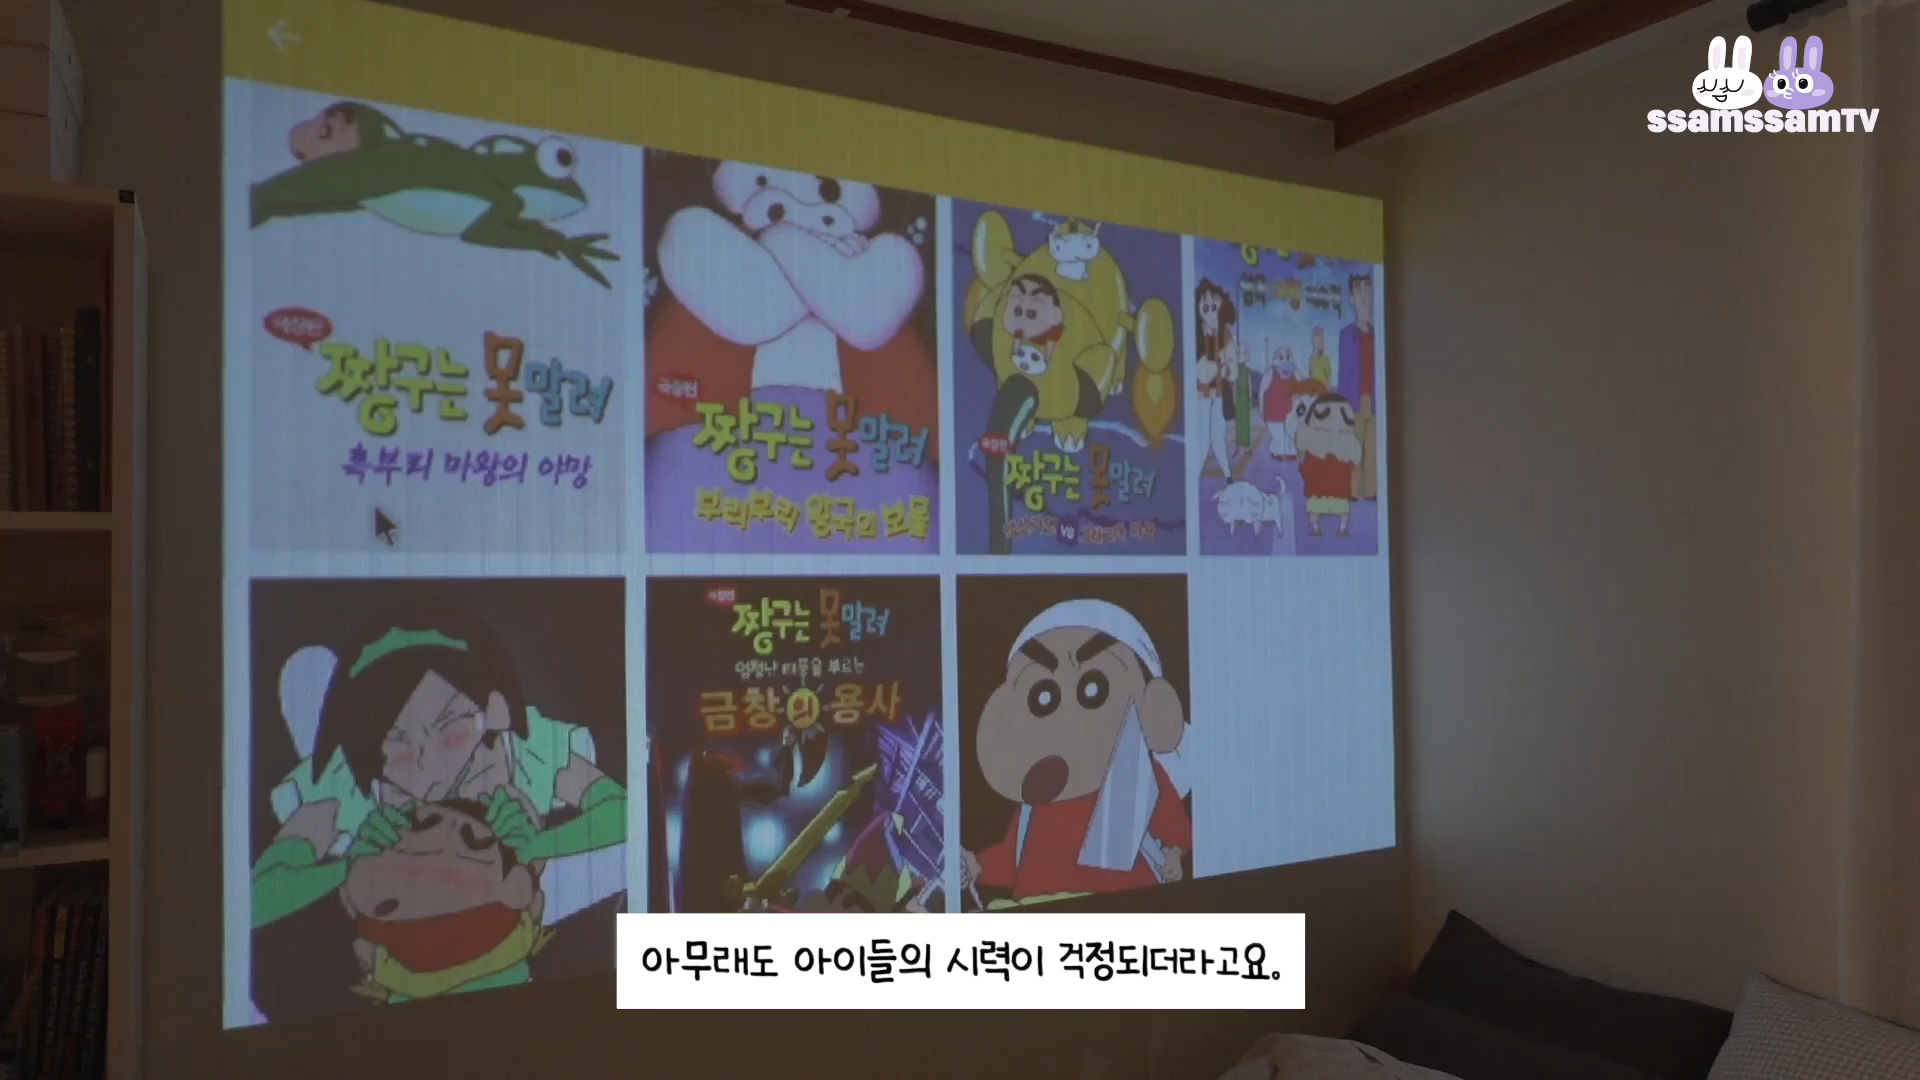 ssamssamTV
극장판
짱구는 못말려
흑부리 마왕의 야망
극장판
짱구는 못말려
부리부리 왕국의 보물
극장판
짱구는 못말려
vs
극장판
짱구는 못말려
엄청난 태풍을 부르는
금창의 용사
아무래도 아이들의 시력이 걱정되더라고요.